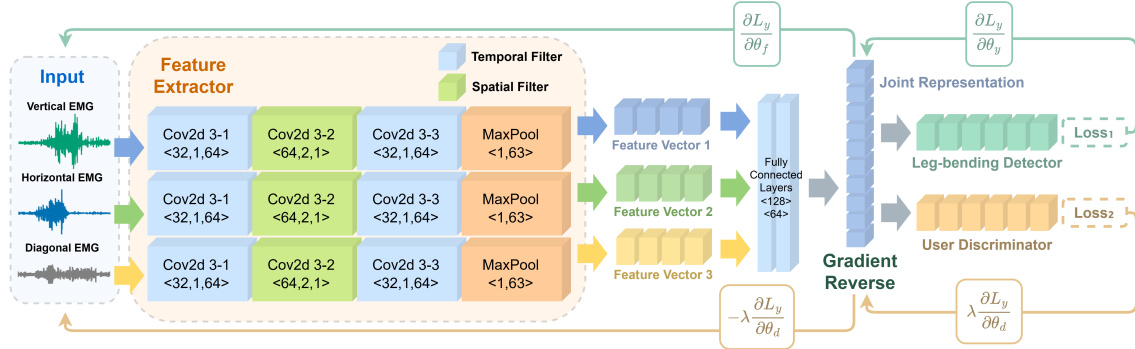 Input
Vertical EMG
Horizontal EMG
Diagonal EMG
Feature
Extractor
Temporal Filter
Spatial Filter
Cov2d 3-1
<32,1,64>
Cov2d 3-2
<64,2,1>
Cov2d 3-3
<32,1,64>
MaxPool
<1,63>
Cov2d 3-1
<32,1,64>
Cov2d 3-2
<64,2,1>
Cov2d 3-3
<32,1,64>
MaxPool
<1,63>
Cov2d 3-1
<32,1,64>
Cov2d 3-2
<64,2,1>
Cov2d 3-3
<32,1,64>
MaxPool
<1,63>
Feature Vector 1
Feature Vector 2
Feature Vector 3
Fully
Connected
Layers
<128>
<64>
∂L_y
∂θ_f
∂L_y
∂θ_y
Joint Representation
Leg-bending Detector
Loss₁
User Discriminator
Loss₂
Gradient
Reverse
−λ ∂L_y
∂θ_d
λ ∂L_y
∂θ_d